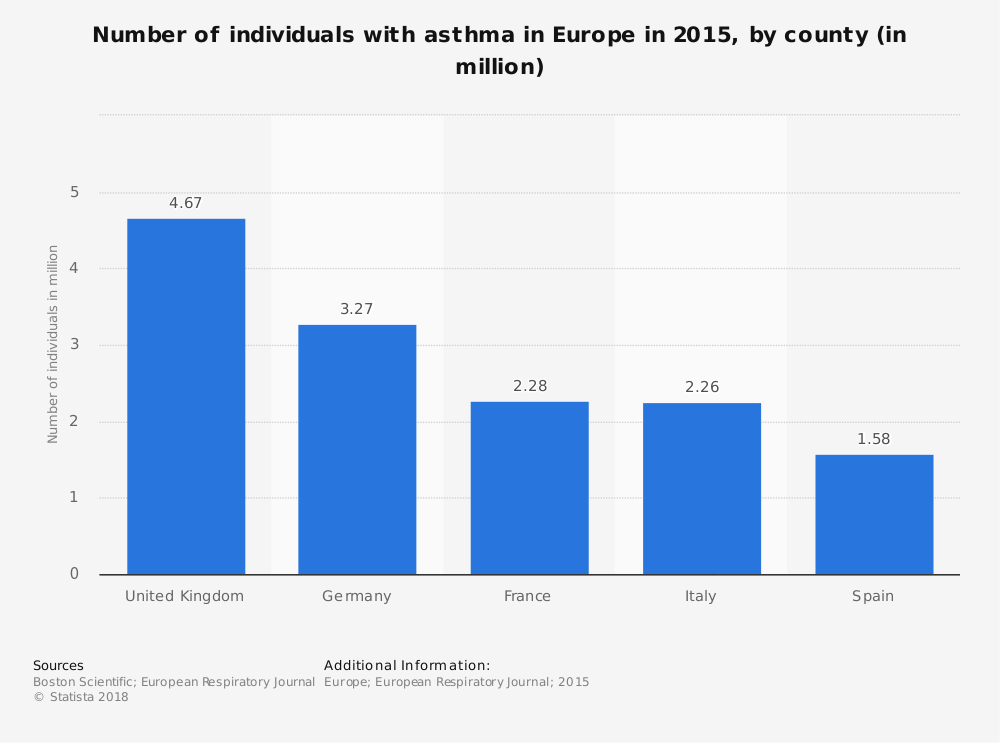 Number of individuals with asthma in Europe in 2015, by county (in
million)
Number of individuals in million
5
4
3
2
1
0
4.67
3.27
2.28
2.26
1.58
United Kingdom
Germany
France
Italy
Spain
Sources
Boston Scientific; European Respiratory Journal
© Statista 2018
Additional Information:
Europe; European Respiratory Journal; 2015